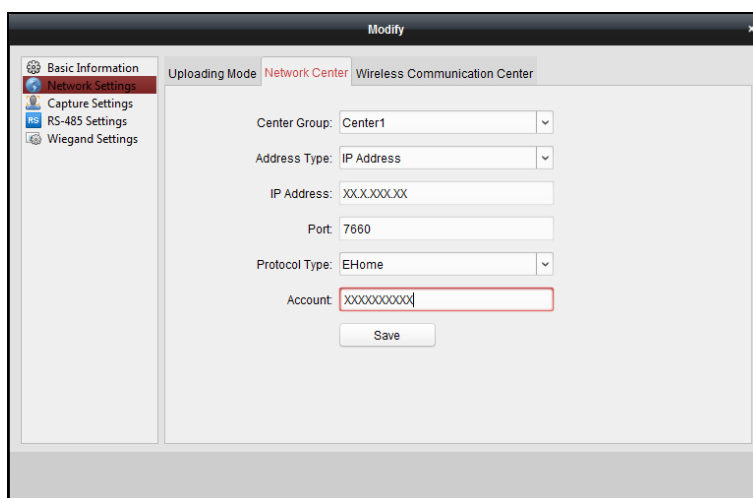 Modify
×
Basic Information
Network Settings
Capture Settings
RS RS-485 Settings
Wiegand Settings
Uploading Mode Network Center Wireless Communication Center
Center Group: Center1
Address Type: IP Address
IP Address: XX.X.XXX.XX
Port: 7660
Protocol Type: EHome
Account: XXXXXXXXXX
Save